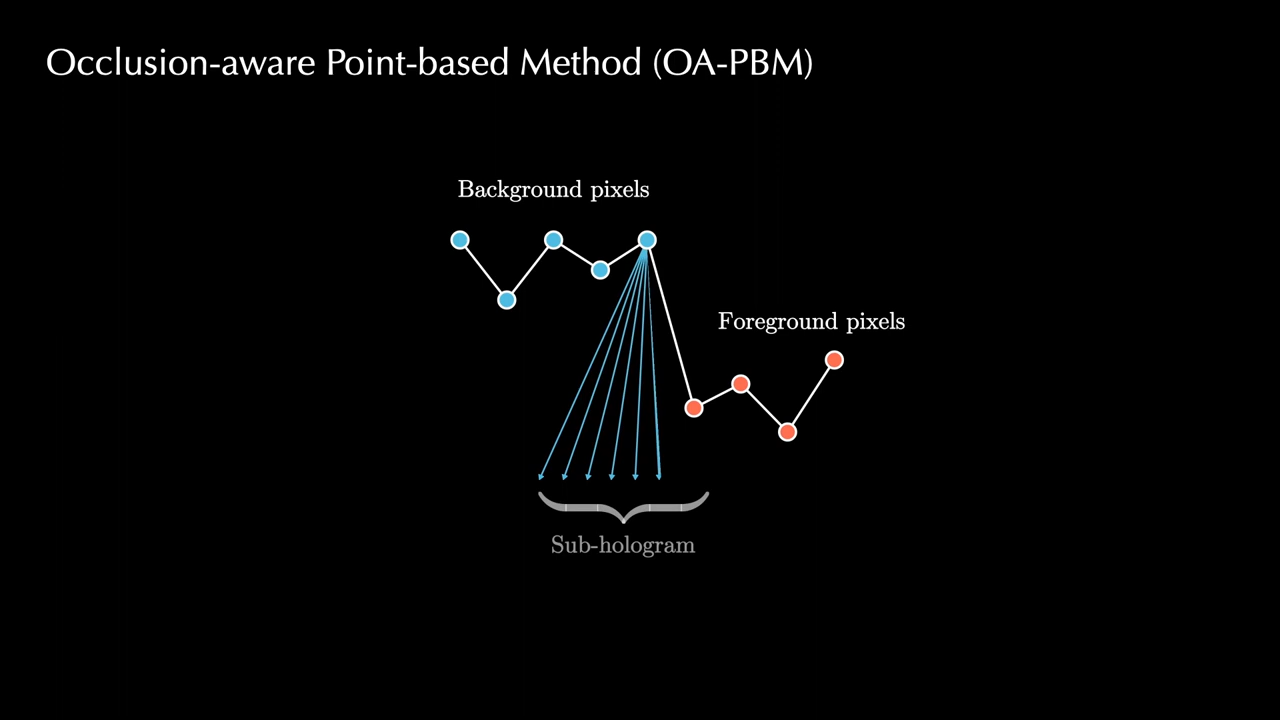 Occlusion-aware Point-based Method (OA-PBM)
Background pixels
Foreground pixels
Sub-hologram